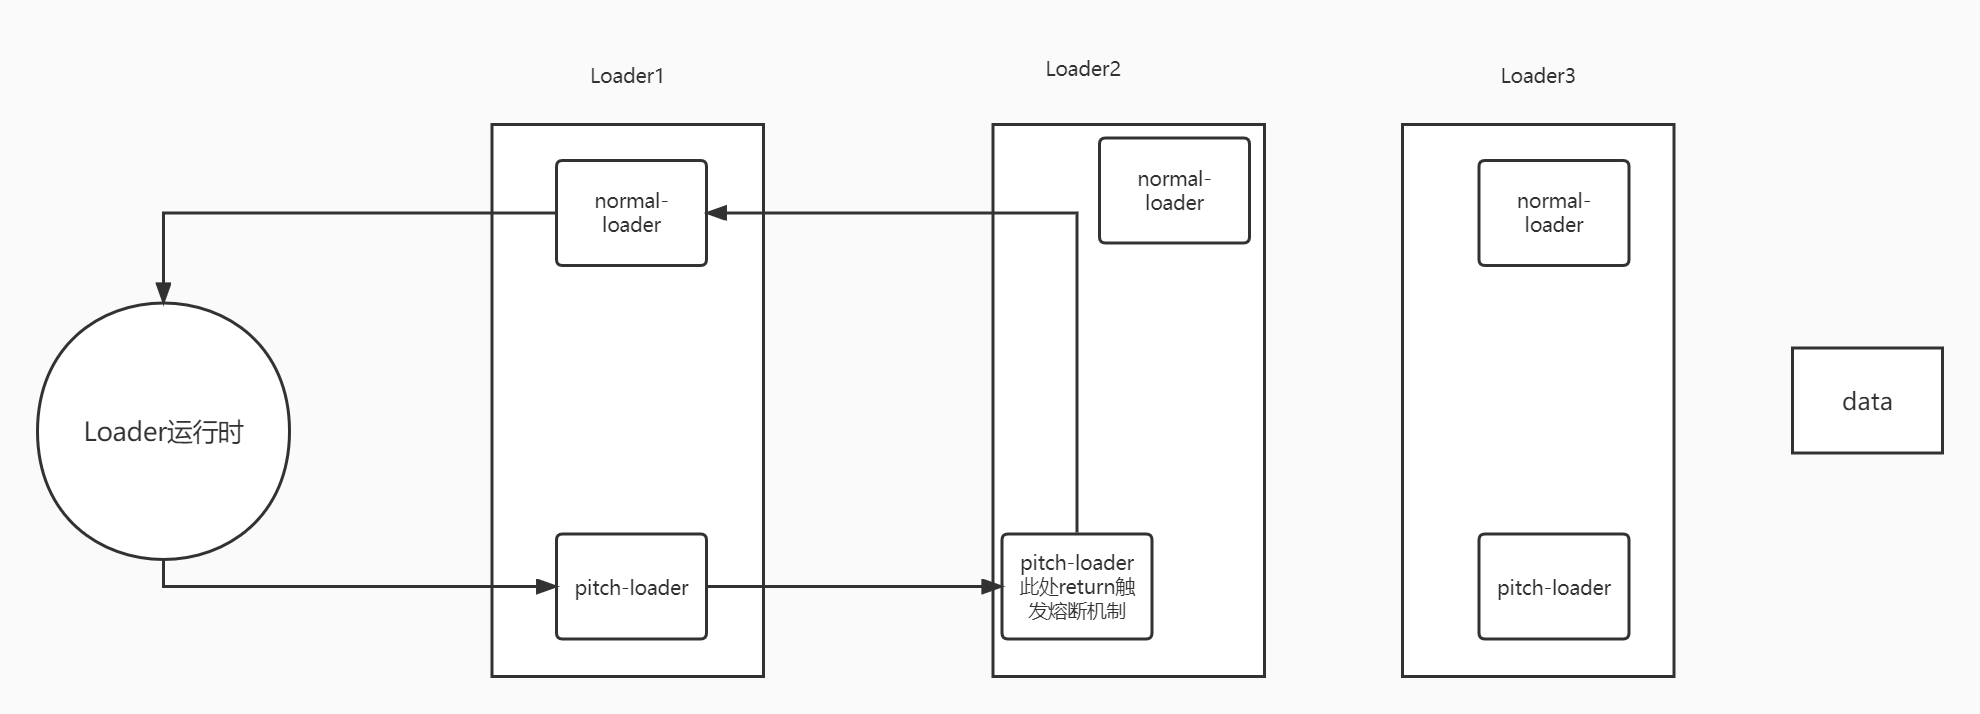 Loader1
Loader2
Loader3
normal-
loader
normal-
loader
normal-
loader
Loader运行时
data
pitch-loader
pitch-loader
此处return触
发熔断机制
pitch-loader